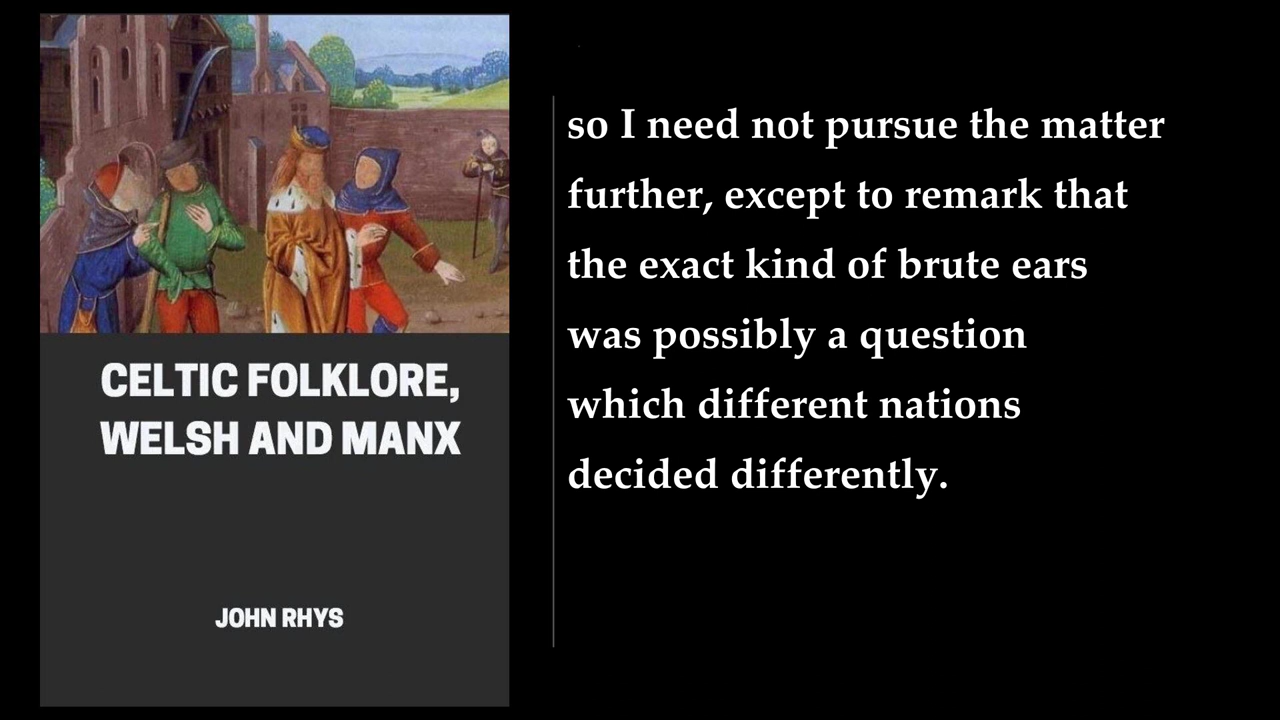 CELTIC FOLKLORE,
WELSH AND MANX
JOHN RHYS
so I need not pursue the matter
further, except to remark that
the exact kind of brute ears
was possibly a question
which different nations
decided differently.